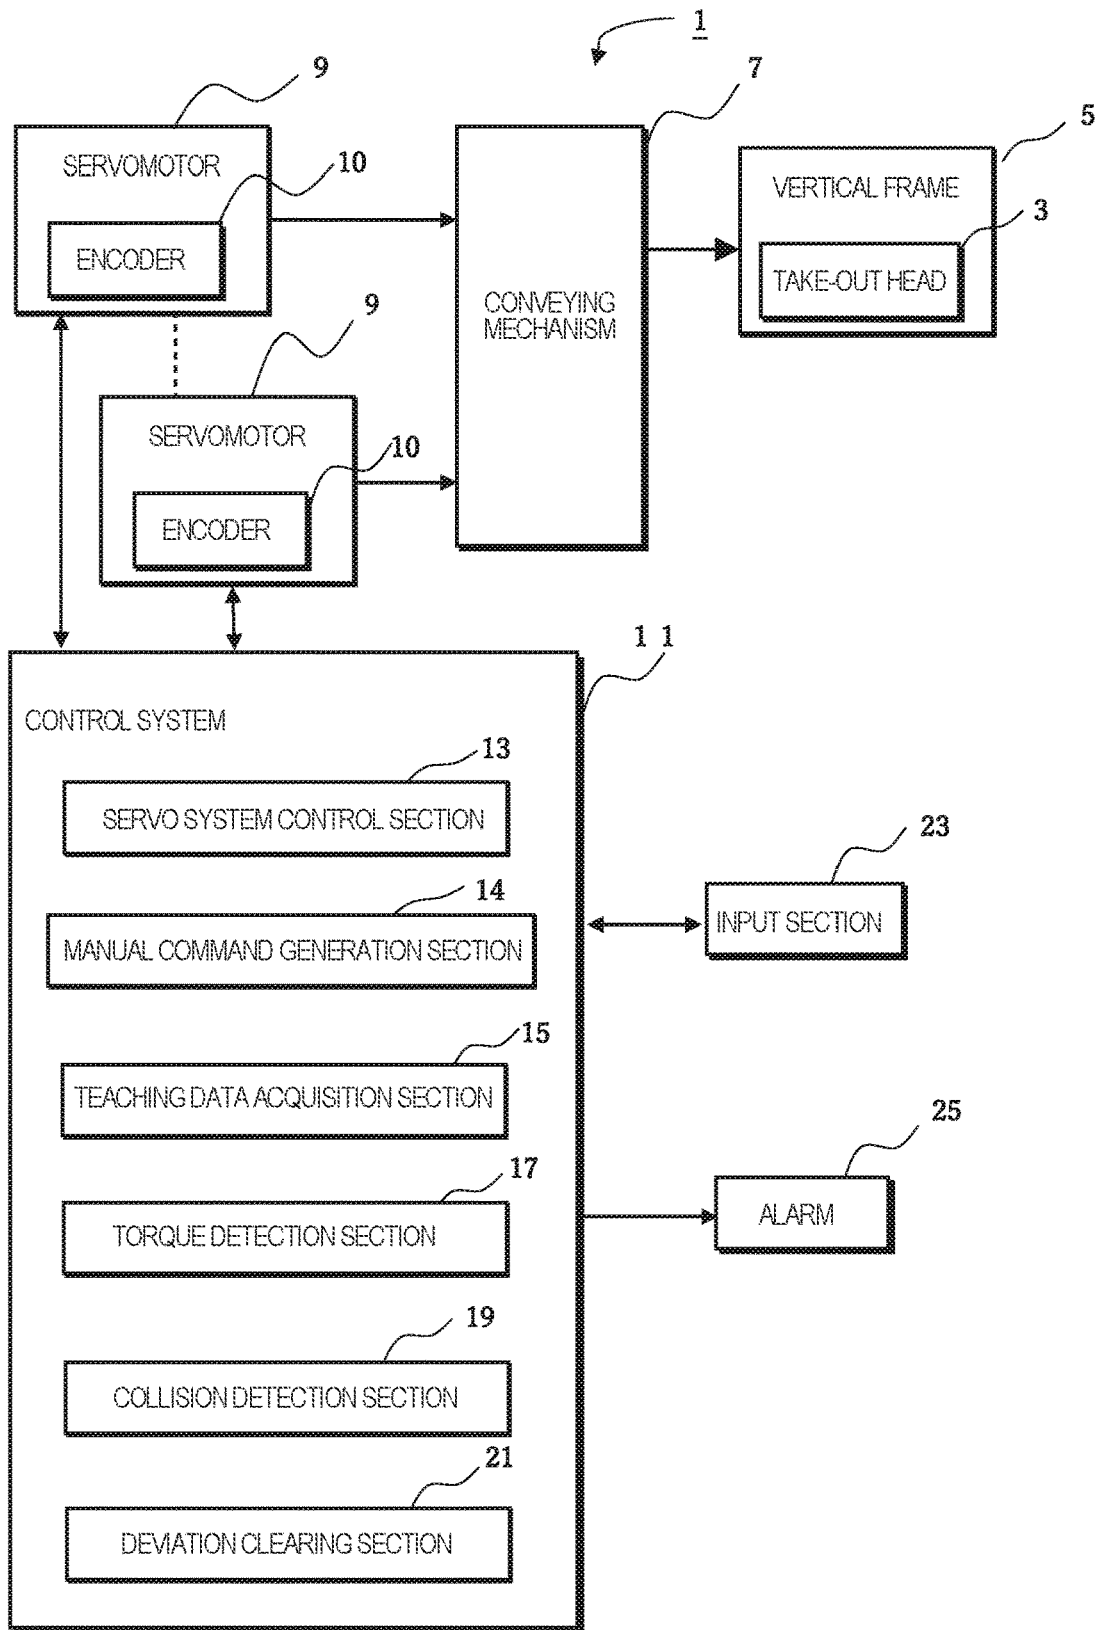 1
9
7
5
SERVOMOTOR
10
VERTICAL FRAME
3
ENCODER
TAKE-OUT HEAD
9
CONVEYING
MECHANISM
SERVOMOTOR
10
ENCODER
1 1
CONTROL SYSTEM
13
SERVO SYSTEM CONTROL SECTION
23
14
INPUT SECTION
MANUAL COMMAND GENERATION SECTION
15
TEACHING DATA ACQUISITION SECTION
25
17
ALARM
TORQUE DETECTION SECTION
19
COLLISION DETECTION SECTION
21
DEVIATION CLEARING SECTION